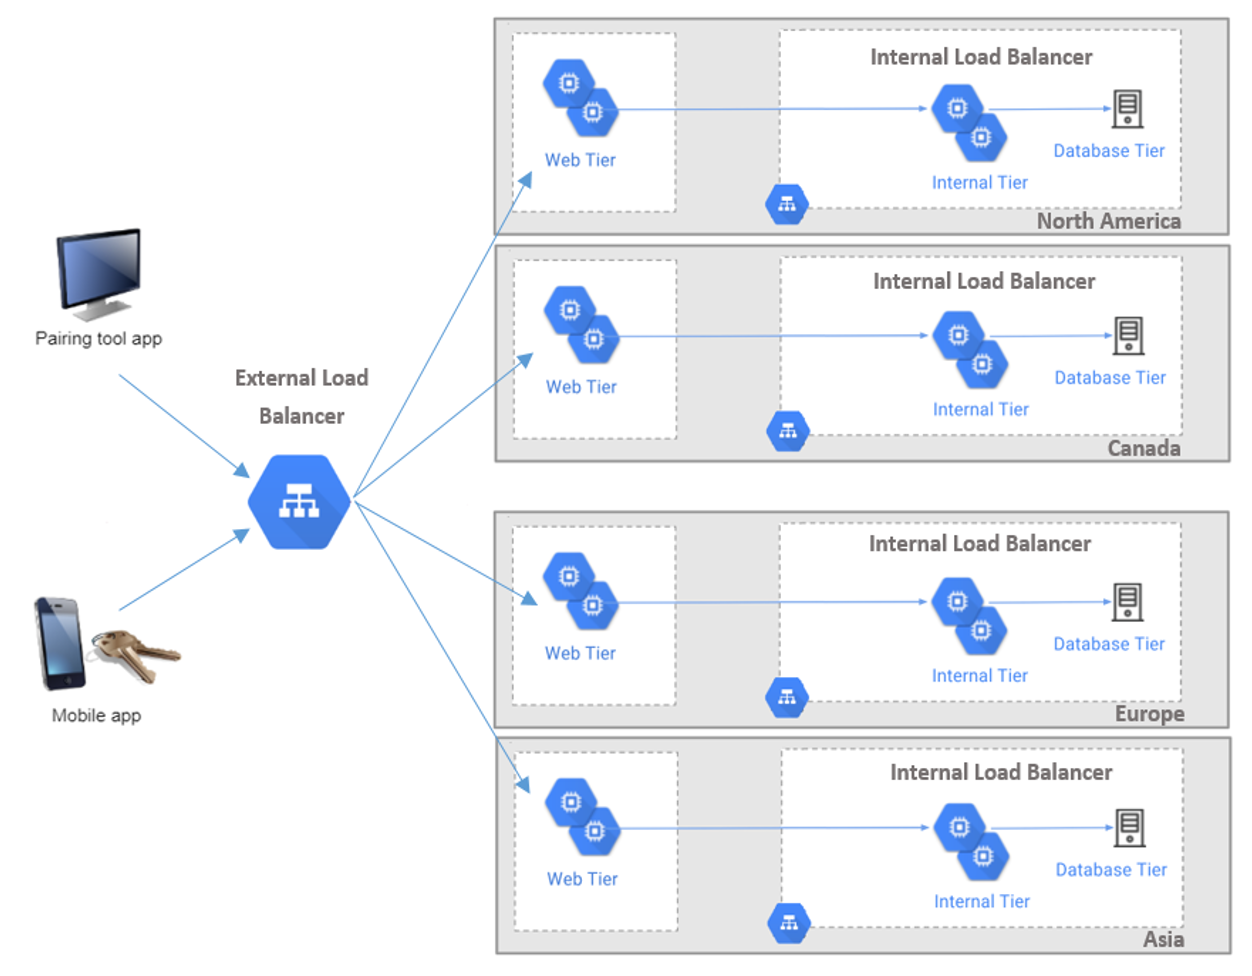 Pairing tool app
Mobile app
External Load
Balancer
Web Tier
Internal Load Balancer
Internal Tier
Database Tier
North America
Web Tier
Internal Load Balancer
Internal Tier
Database Tier
Canada
Web Tier
Internal Load Balancer
Internal Tier
Database Tier
Europe
Web Tier
Internal Load Balancer
Internal Tier
Database Tier
Asia